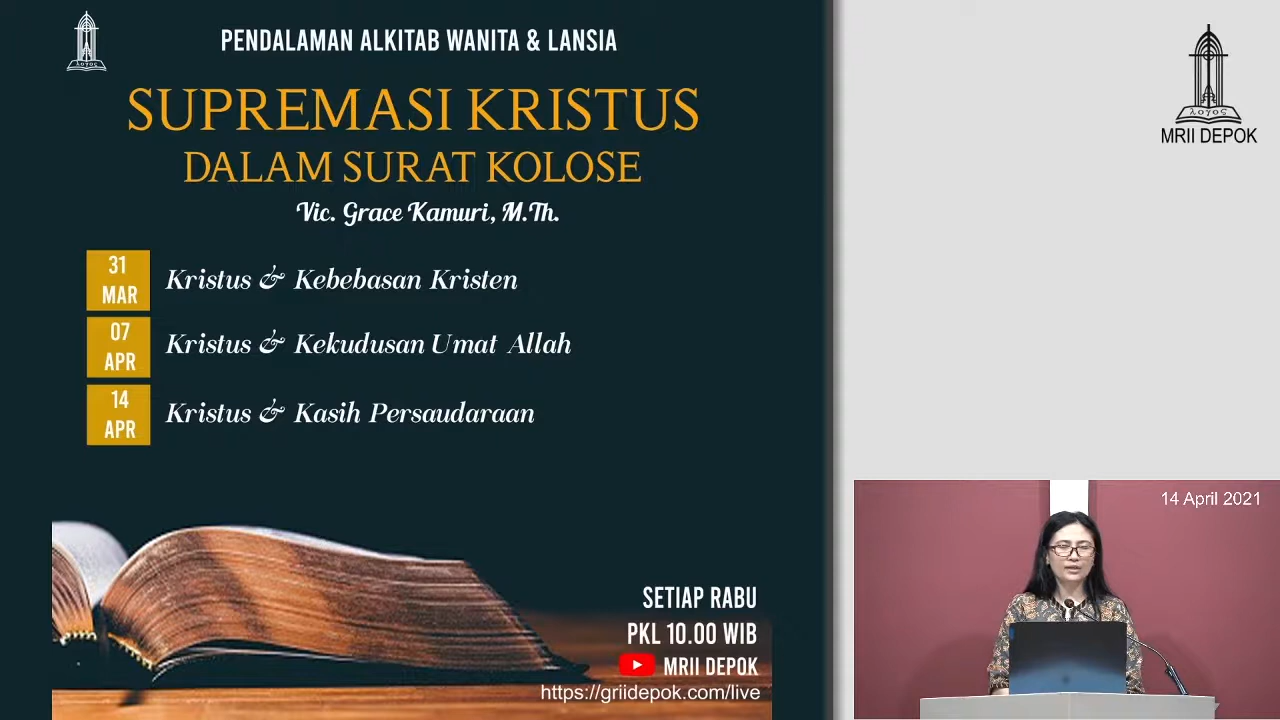 PENDALAMAN ALKITAB WANITA & LANSIA
SUPREMASI KRISTUS
DALAM SURAT KOLOSE
Vic. Grace Kamuri, M.Th.
31
MAR
Kristus & Kebebasan Kristen
07
APR
Kristus & Kekudusan Umat Allah
14
APR
Kristus & Kasih Persaudaraan
SETIAP RABU
PKL 10.00 WIB
MRII DEPOK
https://griidepok.com/live
λογος
MRII DEPOK
14 April 2021